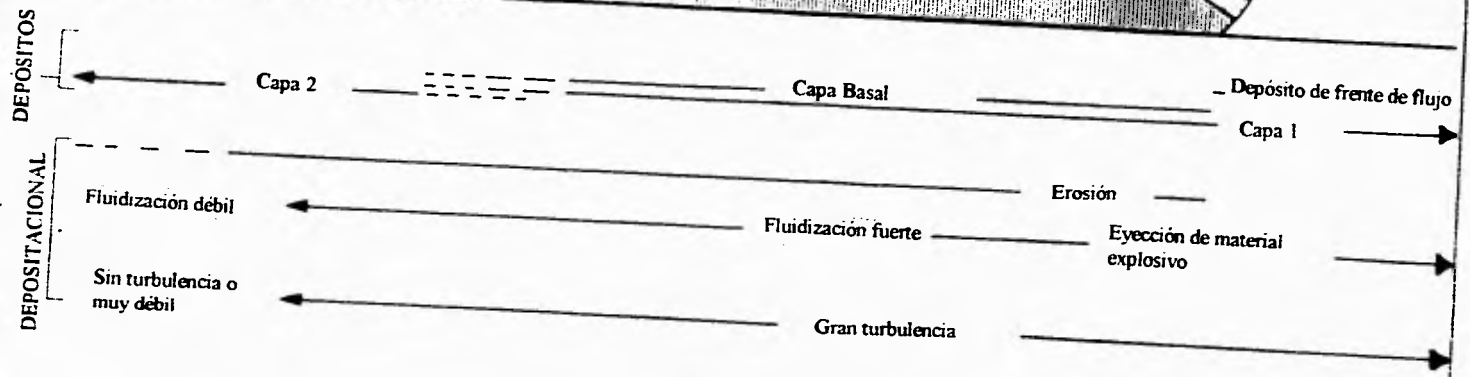 DEPÓSITOS
Capa 2
Capa Basal
Depósito de frente de flujo
Capa 1
DEPOSITACIONAL
Erosión
Fluidización débil
Fluidización fuerte
Eyección de material
explosivo
Sin turbulencia o
muy débil
Gran turbulencia